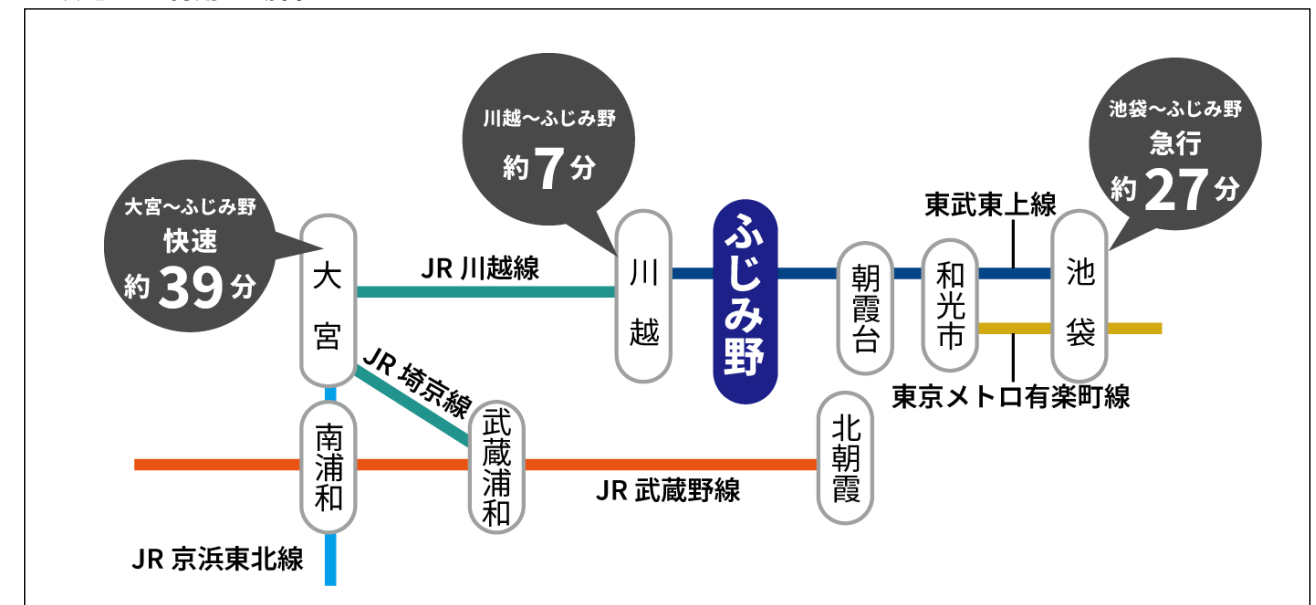 川越〜ふじみ野
約7分
池袋〜ふじみ野
急行
約27分
大宮〜ふじみ野
快速
約39分
東武東上線
JR 川越線
大宮
川越
ふじみ野
朝霞台
和光市
池袋
JR 埼京線
東京メトロ有楽町線
南浦和
武蔵浦和
北朝霞
JR 武蔵野線
JR 京浜東北線